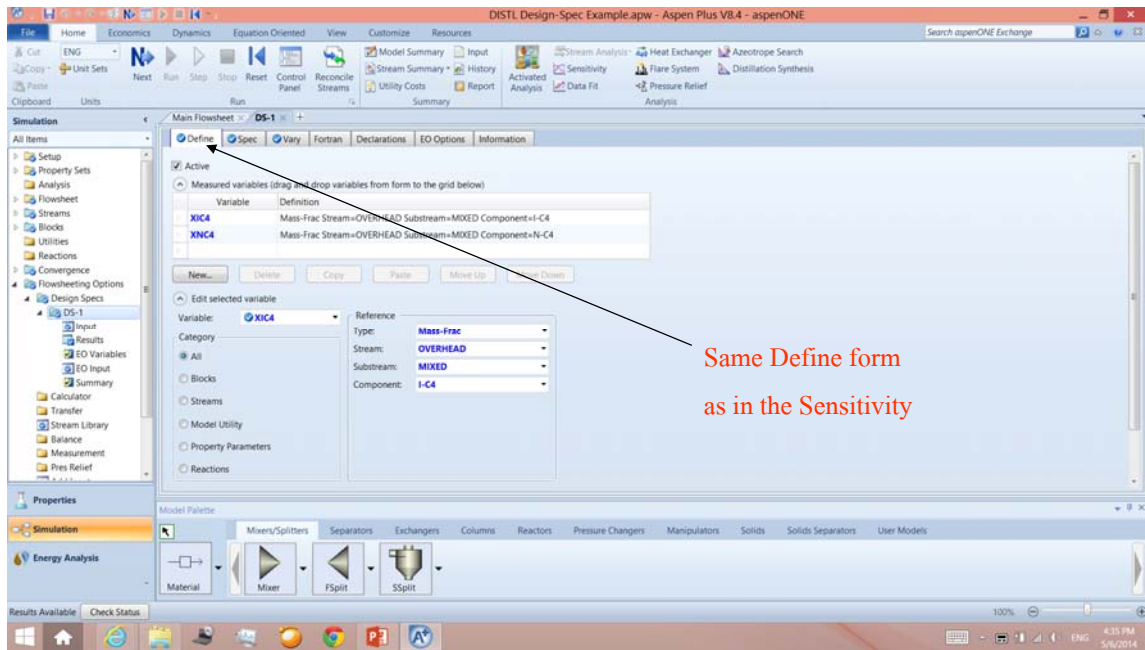 DISTL Design-Spec Example.apw - Aspen Plus V8.4 - aspenONE
File Home Economics Dynamics Equation Oriented View Customize Resources Search aspenONE Exchange
Cut ENG Model Summary Input Stream Analysis Heat Exchanger Azeotrope Search
Copy Unit Sets Stream Summary History Sensitivity Flare System Distillation Synthesis
Paste Next Run Step Stop Reset Control Panel Reconcile Streams Utility Costs Report Activated Analysis Data Fit Pressure Relief
Clipboard Units Run Summary Analysis
Simulation Main Flowsheet DS-1
All Items Define Spec Vary Fortran Declarations EO Options Information
Setup
Property Sets
Analysis
Flowsheet
Streams
Blocks
Utilities
Reactions
Convergence
Flowsheeting Options
Design Specs
DS-1
Input
Results
EO Variables
EO Input
Summary
Calculator
Transfer
Stream Library
Balance
Measurement
Pres Relief
Properties
Simulation
Energy Analysis
Active
Measured variables (drag and drop variables from form to the grid below)
Variable Definition
XIC4 Mass-Frac Stream=OVERHEAD Substream=MIXED Component=I-C4
XNC4 Mass-Frac Stream=OVERHEAD Substream=MIXED Component=N-C4
New... Delete Copy Paste Move Up Move Down
Edit selected variable
Variable: XIC4
Category
All
Blocks
Streams
Model Utility
Property Parameters
Reactions
Reference
Type: Mass-Frac
Stream: OVERHEAD
Substream: MIXED
Component: I-C4
Same Define form
as in the Sensitivity
Model Palette
Mixers/Splitters Separators Exchangers Columns Reactors Pressure Changers Manipulators Solids Solids Separators User Models
Material Mixer FSplit SSplit
Results Available Check Status 100%
ENG 4:35 PM
5/6/2014